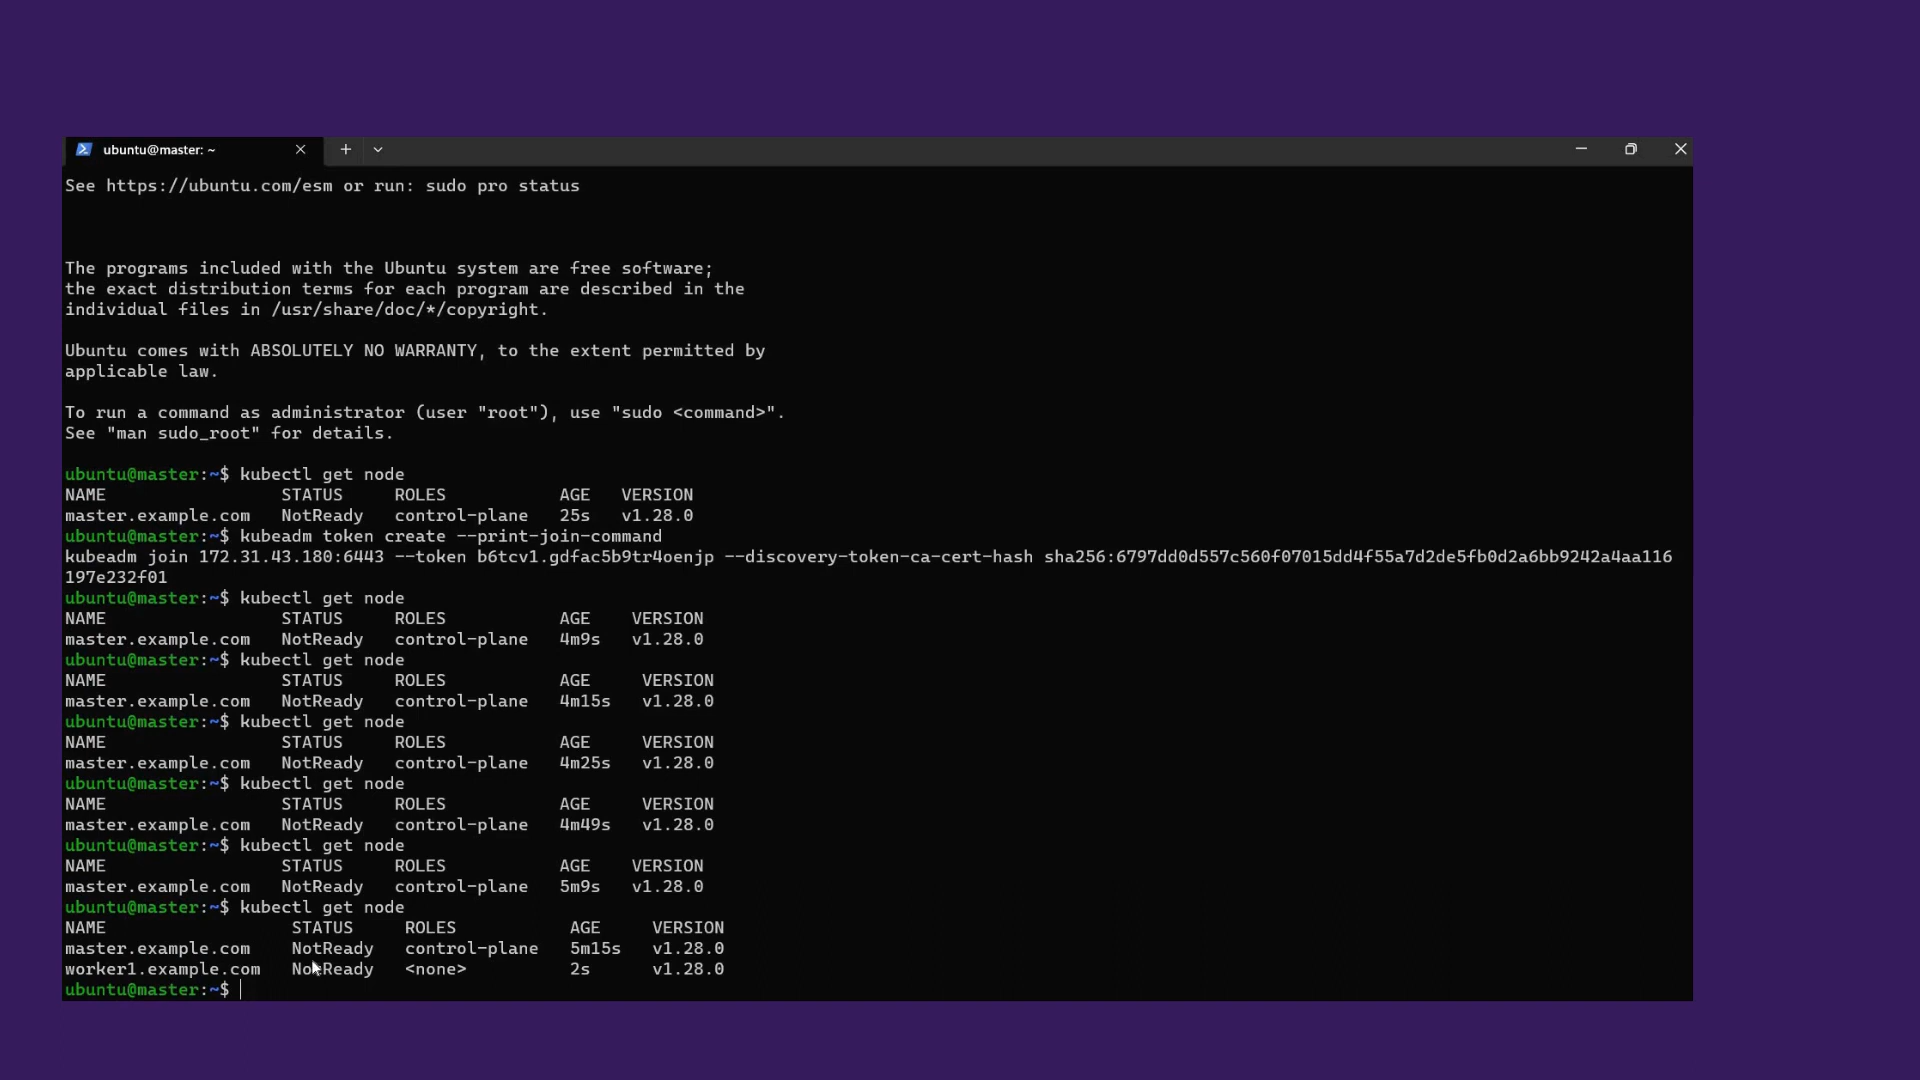 ubuntu@master: ~
See https://ubuntu.com/esm or run: sudo pro status
The programs included with the Ubuntu system are free software;
the exact distribution terms for each program are described in the
individual files in /usr/share/doc/*/copyright.
Ubuntu comes with ABSOLUTELY NO WARRANTY, to the extent permitted by
applicable law.
To run a command as administrator (user "root"), use "sudo <command>".
See "man sudo_root" for details.
ubuntu@master:~$ kubectl get node
NAME STATUS ROLES AGE VERSION
master.example.com NotReady control-plane 25s v1.28.0
ubuntu@master:~$ kubeadm token create --print-join-command
kubeadm join 172.31.43.180:6443 --token b6tcv1.gdfac5b9tr4oenjp --discovery-token-ca-cert-hash sha256:6797dd0d557c560f07015dd4f55a7d2de5fb0d2a6bb9242a4aa116
197e232f01
ubuntu@master:~$ kubectl get node
NAME STATUS ROLES AGE VERSION
master.example.com NotReady control-plane 4m9s v1.28.0
ubuntu@master:~$ kubectl get node
NAME STATUS ROLES AGE VERSION
master.example.com NotReady control-plane 4m15s v1.28.0
ubuntu@master:~$ kubectl get node
NAME STATUS ROLES AGE VERSION
master.example.com NotReady control-plane 4m25s v1.28.0
ubuntu@master:~$ kubectl get node
NAME STATUS ROLES AGE VERSION
master.example.com NotReady control-plane 4m49s v1.28.0
ubuntu@master:~$ kubectl get node
NAME STATUS ROLES AGE VERSION
master.example.com NotReady control-plane 5m9s v1.28.0
ubuntu@master:~$ kubectl get node
NAME STATUS ROLES AGE VERSION
master.example.com NotReady control-plane 5m15s v1.28.0
worker1.example.com NotReady <none> 2s v1.28.0
ubuntu@master:~$